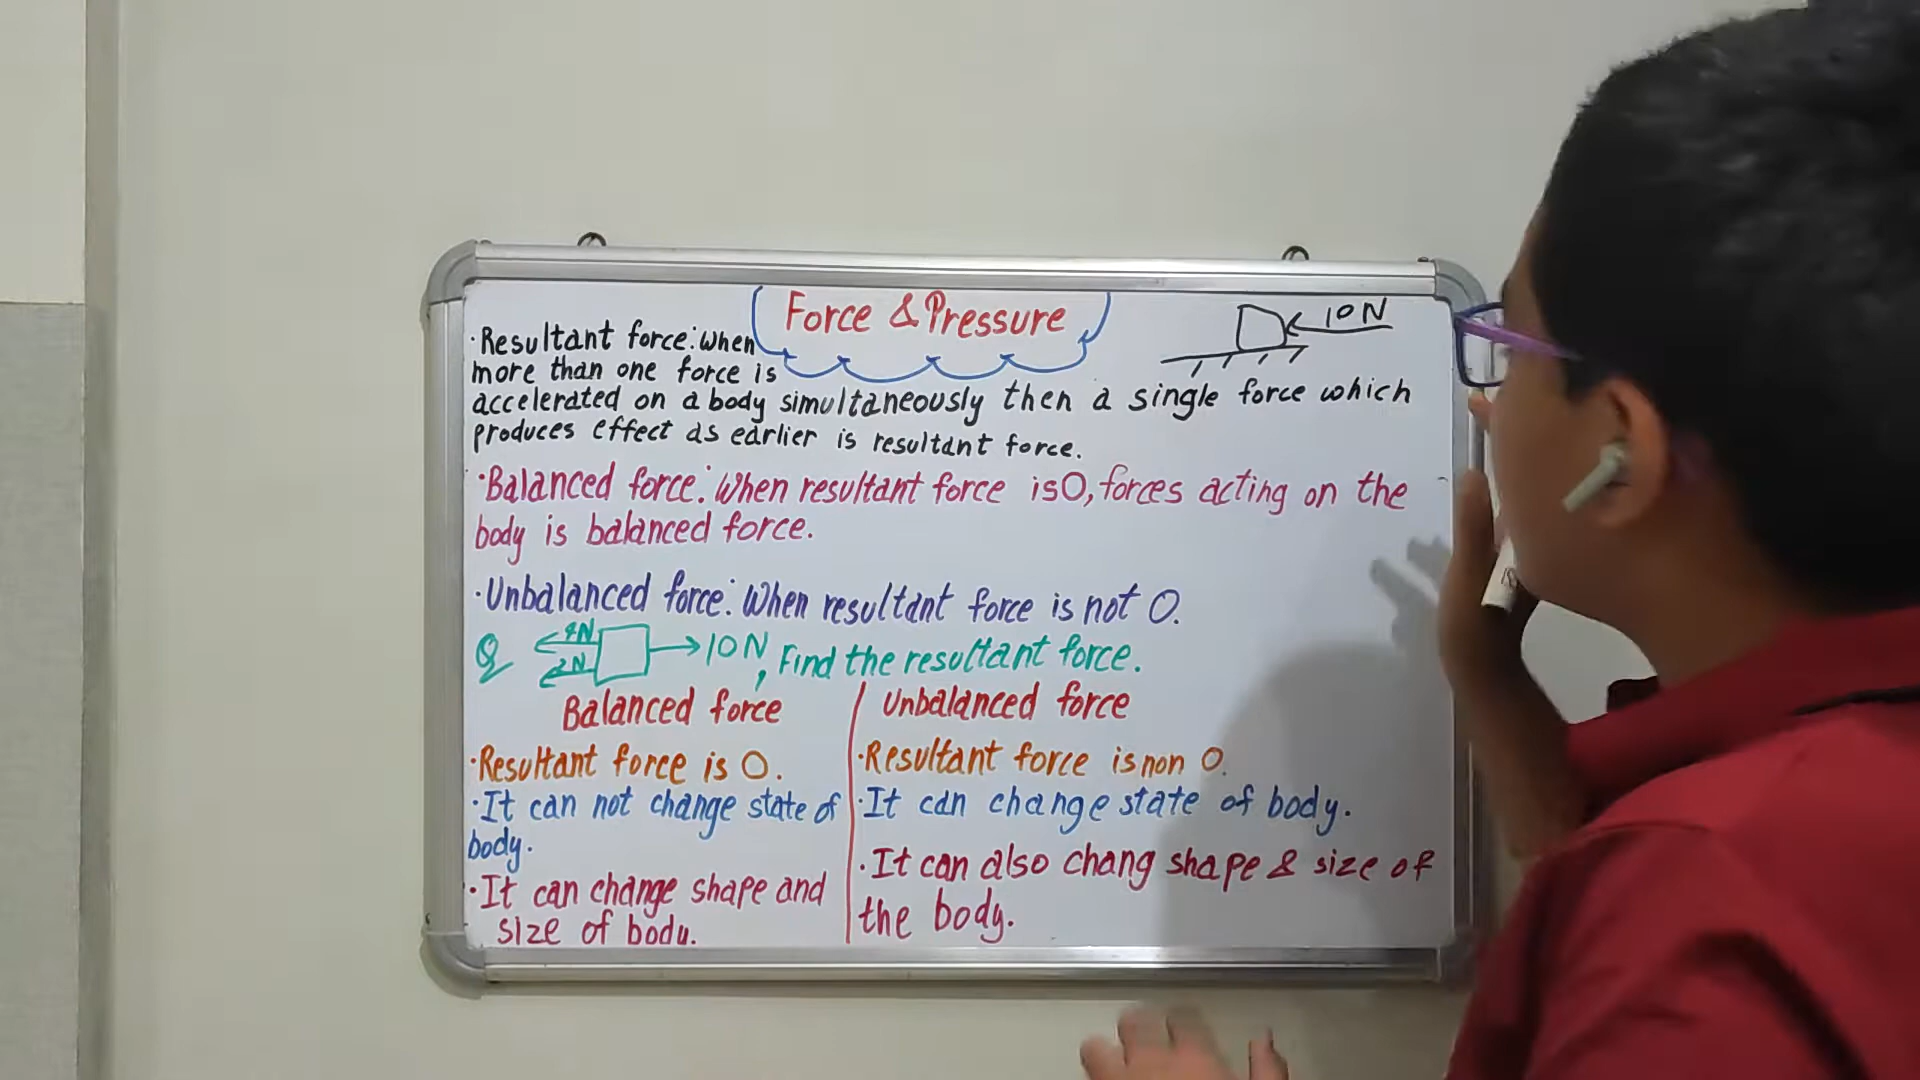 Force & Pressure
10N
·Resultant force: When
more than one force is
accelerated on a body simultaneously then a single force which
produces effect as earlier is resultant force.
·Balanced force: When resultant force is 0, forces acting on the
body is balanced force.
·Unbalanced force: When resultant force is not 0.
Q 2N 10N, Find the resultant force.
Balanced force
Unbalanced force
·Resultant force is 0.
·It can not change state of
body.
·It can change shape and
size of body.
·Resultant force is non 0.
·It can change state of body.
·It can also chang shape & size of
the body.